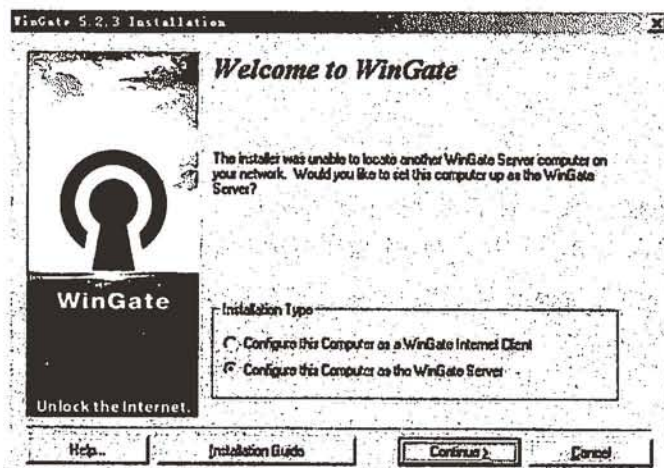 WinGate 5.2.3 Installation
Welcome to WinGate
The installer was unable to locate another WinGate Server computer on
your network. Would you like to set this computer up as the WinGate
Server?
WinGate
Unlock the Internet.
Installation Type
Configure this Computer as a WinGate Internet Client
Configure this Computer as the WinGate Server
Help...
Installation Guide
Continue >
Cancel